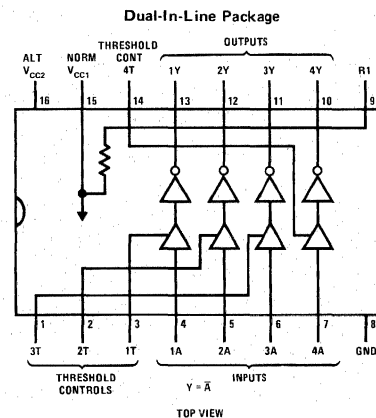 Dual-In-Line Package
ALT VCC2
NORM VCC1
THRESHOLD CONT 4T
OUTPUTS
1Y 2Y 3Y 4Y R1
16 15 14 13 12 11 10 9
1 2 3 4 5 6 7 8
3T 2T 1T 1A 2A 3A 4A GND
THRESHOLD CONTROLS
INPUTS
Y = A̅
TOP VIEW